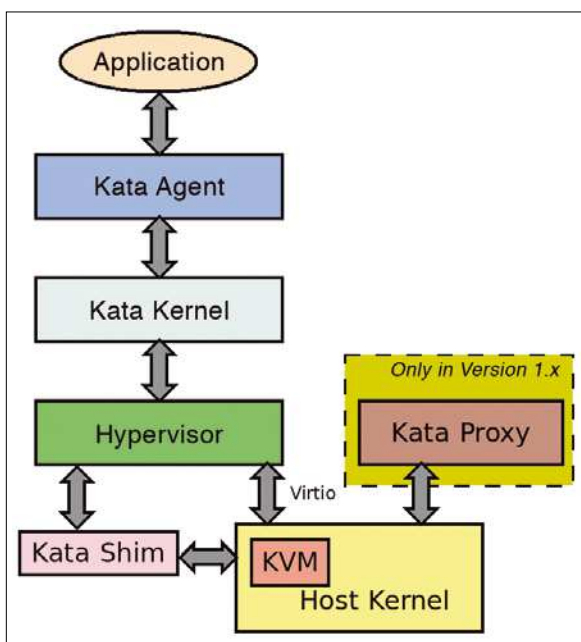 Application
Kata Agent
Kata Kernel
Only in Version 1.x
Hypervisor
Kata Proxy
Virtio
Kata Shim
KVM
Host Kernel